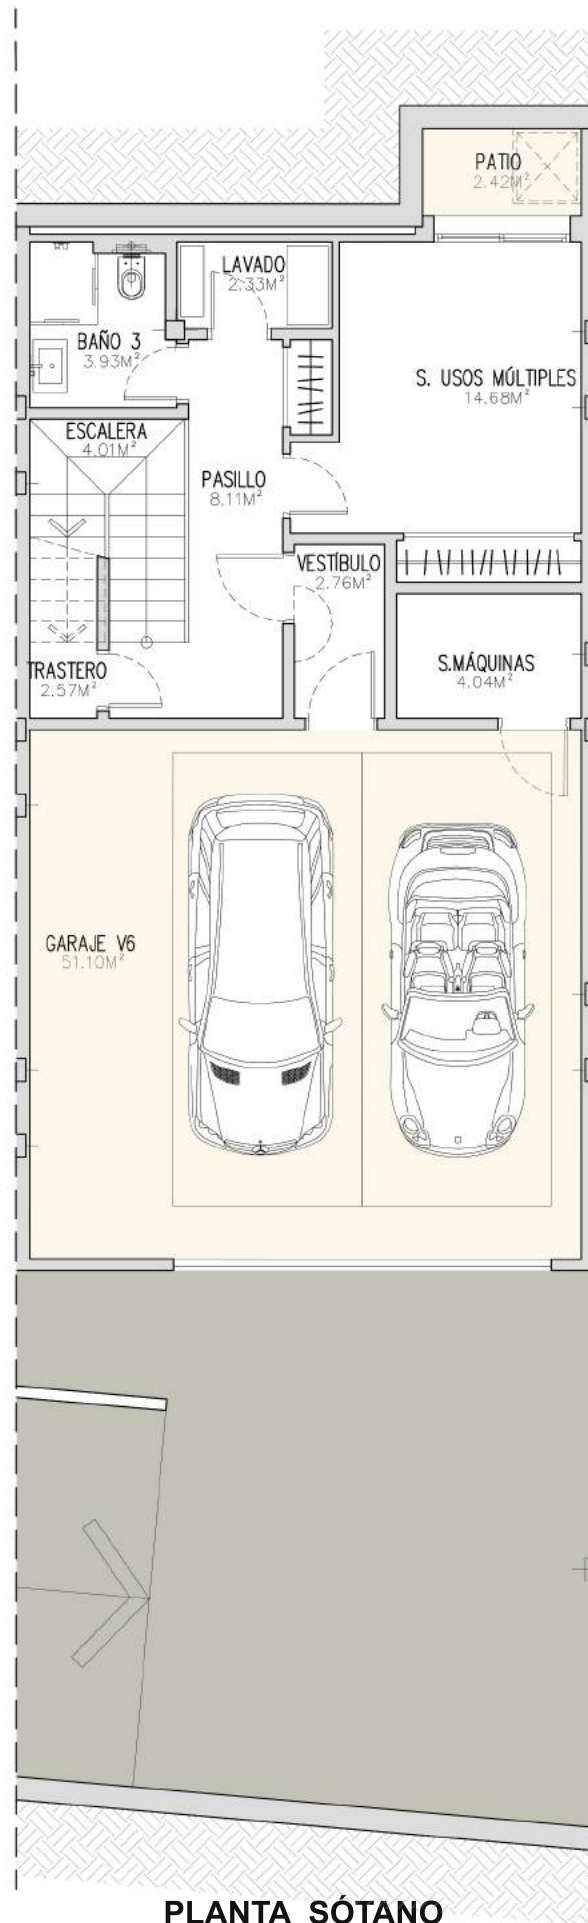 PATIO
2.42M²
LAVADO
2.33M²
BAÑO 3
3.93M²
S. USOS MÚLTIPLES
14.68M²
ESCALERA
4.01M²
PASILLO
8.11M²
VESTÍBULO
2.76M²
TRASTERO
2.57M²
S.MÁQUINAS
4.04M²
GARAJE V6
51.10M²
PLANTA SÓTANO